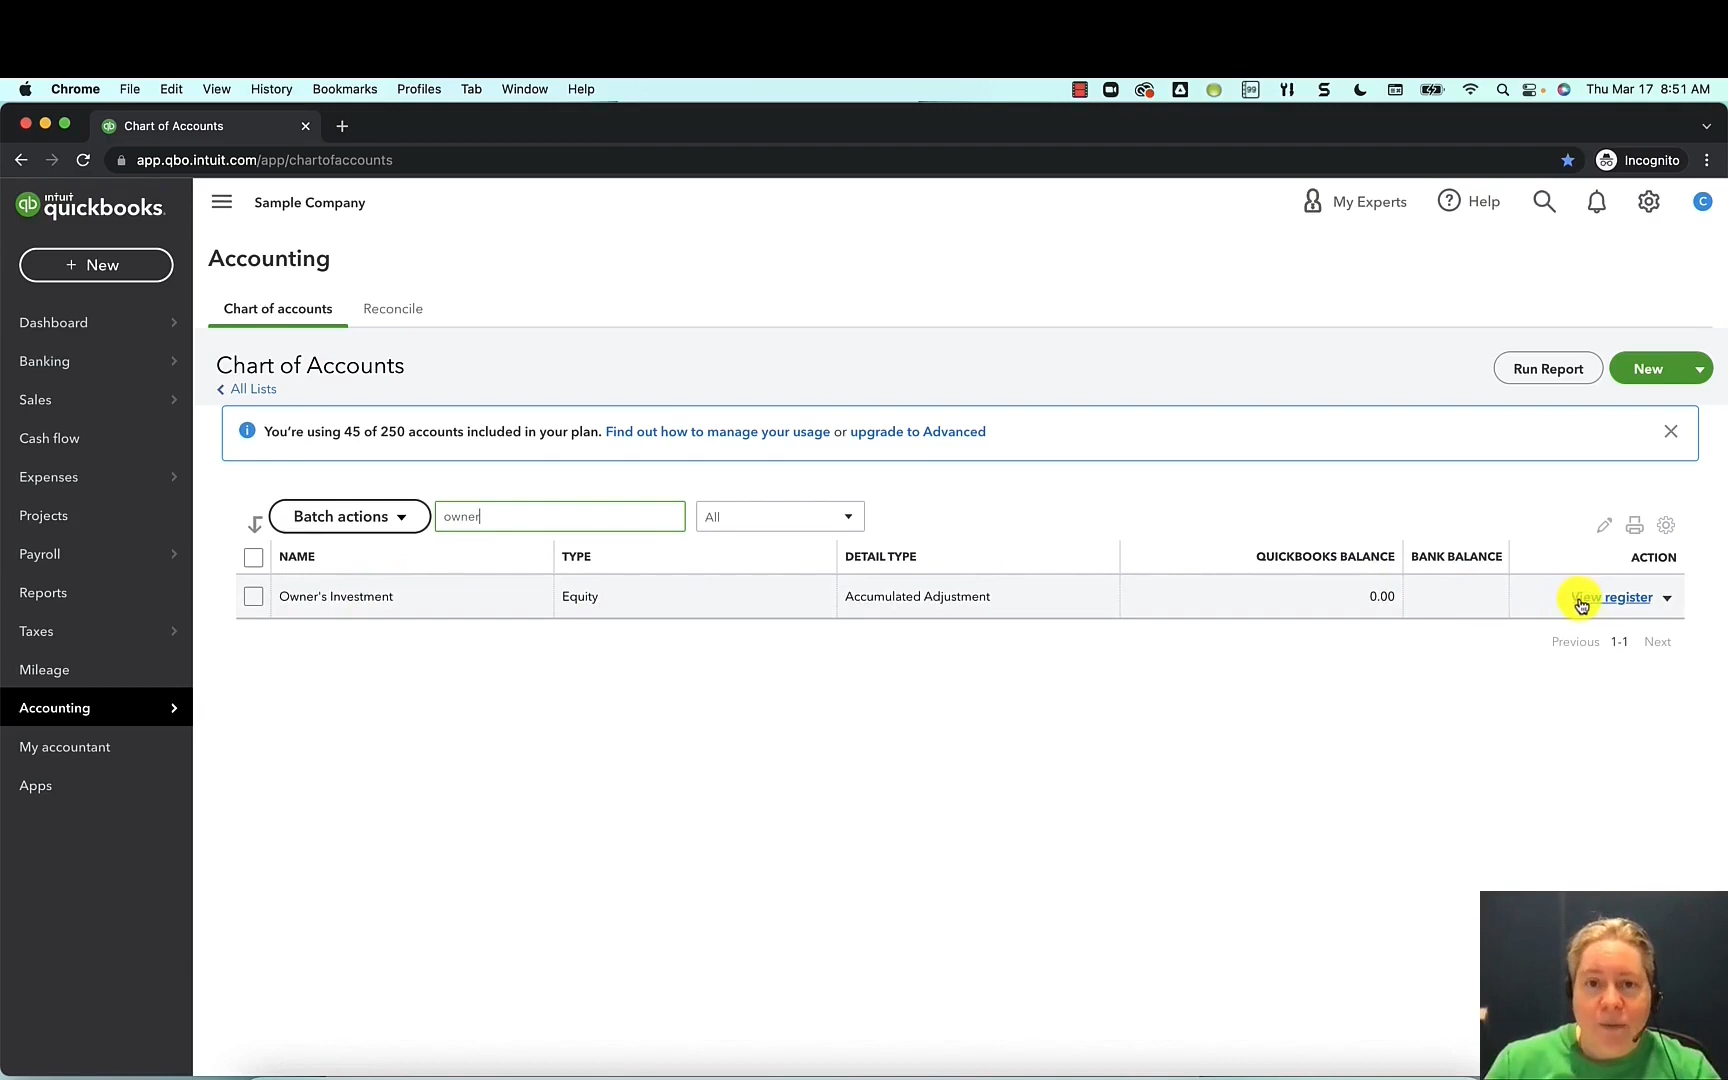 Chrome File Edit View History Bookmarks Profiles Tab Window Help 99 Thu Mar 17 8:51 AM
Chart of Accounts
app.qbo.intuit.com/app/chartofaccounts Incognito
qb intuit quickbooks.
Sample Company My Experts Help C
+ New
Accounting
Chart of accounts Reconcile
Dashboard
Banking
Sales
Cash flow
Expenses
Projects
Payroll
Reports
Taxes
Mileage
Accounting
My accountant
Apps
Chart of Accounts
All Lists
Run Report New
You're using 45 of 250 accounts included in your plan. Find out how to manage your usage or upgrade to Advanced
Batch actions owner All
NAME TYPE DETAIL TYPE QUICKBOOKS BALANCE BANK BALANCE ACTION
Owner's Investment Equity Accumulated Adjustment 0.00 View register
Previous 1-1 Next